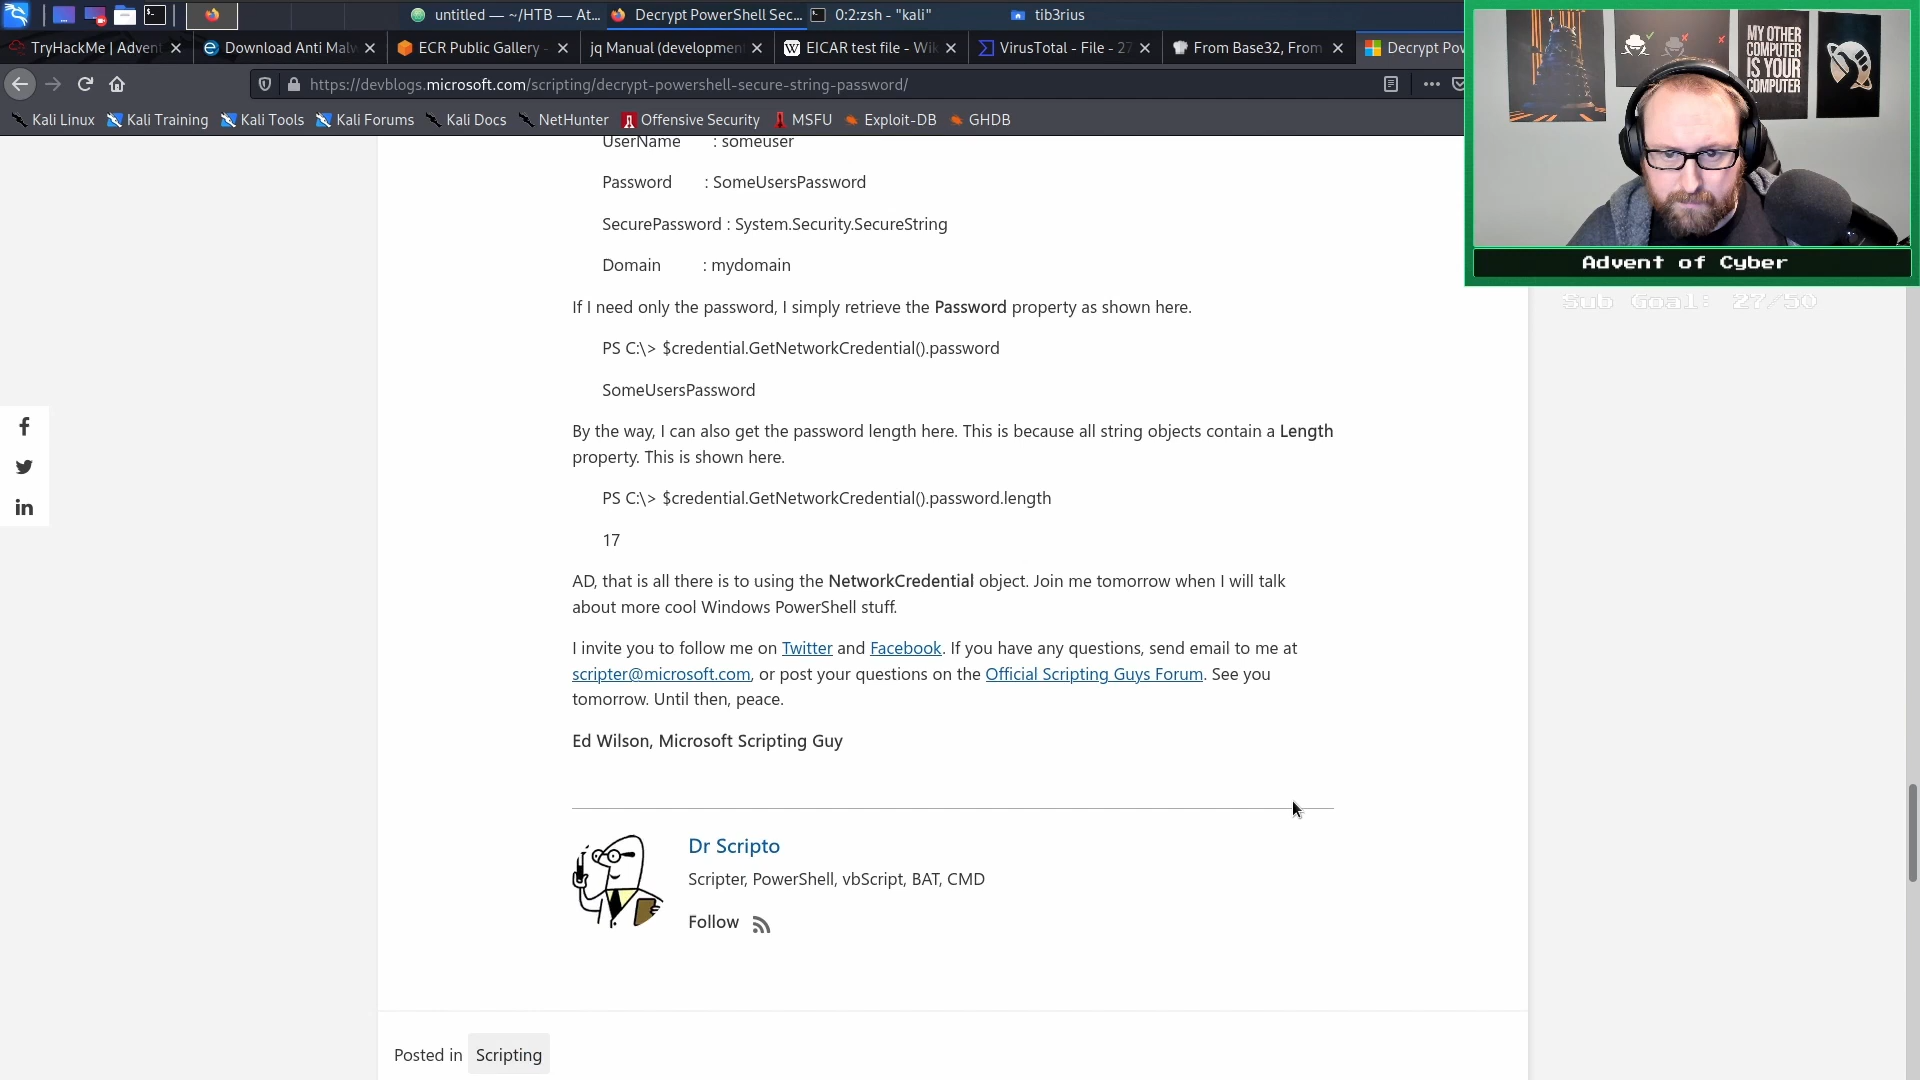 untitled — ~/HTB — At...
Decrypt PowerShell Sec...
0:2:zsh - "kali"
tib3rius
TryHackMe | Adven
Download Anti Malw
ECR Public Gallery -
jq Manual (developmen
EICAR test file - Wik
VirusTotal - File - 27
From Base32, From
Decrypt Pow
https://devblogs.microsoft.com/scripting/decrypt-powershell-secure-string-password/
Kali Linux
Kali Training
Kali Tools
Kali Forums
Kali Docs
NetHunter
Offensive Security
MSFU
Exploit-DB
GHDB
MY OTHER
COMPUTER
IS YOUR
COMPUTER
Advent of Cyber
Sub Goal: 27/50
UserName : someuser
Password : SomeUsersPassword
SecurePassword : System.Security.SecureString
Domain : mydomain
If I need only the password, I simply retrieve the Password property as shown here.
PS C:\> $credential.GetNetworkCredential().password
SomeUsersPassword
By the way, I can also get the password length here. This is because all string objects contain a Length
property. This is shown here.
PS C:\> $credential.GetNetworkCredential().password.length
17
AD, that is all there is to using the NetworkCredential object. Join me tomorrow when I will talk
about more cool Windows PowerShell stuff.
I invite you to follow me on Twitter and Facebook. If you have any questions, send email to me at
scripter@microsoft.com, or post your questions on the Official Scripting Guys Forum. See you
tomorrow. Until then, peace.
Ed Wilson, Microsoft Scripting Guy
Dr Scripto
Scripter, PowerShell, vbScript, BAT, CMD
Follow
Posted in Scripting